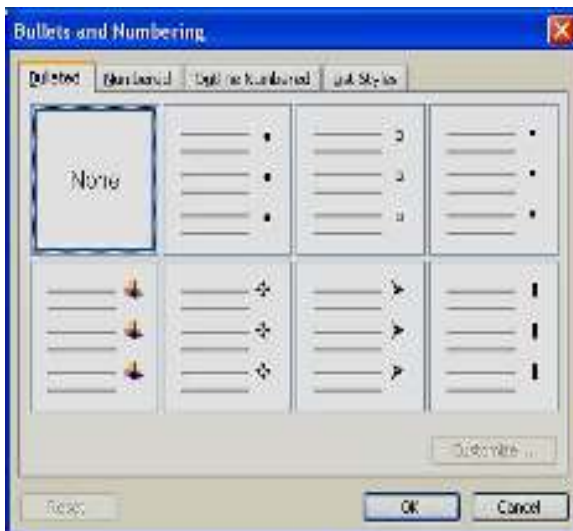 Bullets and Numbering
Bulleted Numbered Outline Numbered List Styles
None
Customize ...
Reset OK Cancel